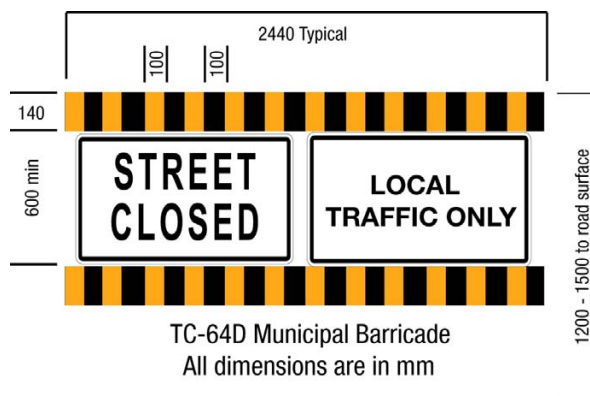 2440 Typical
100
100
140
600 min
STREET
CLOSED
LOCAL
TRAFFIC ONLY
1200 - 1500 to road surface
TC-64D Municipal Barricade
All dimensions are in mm